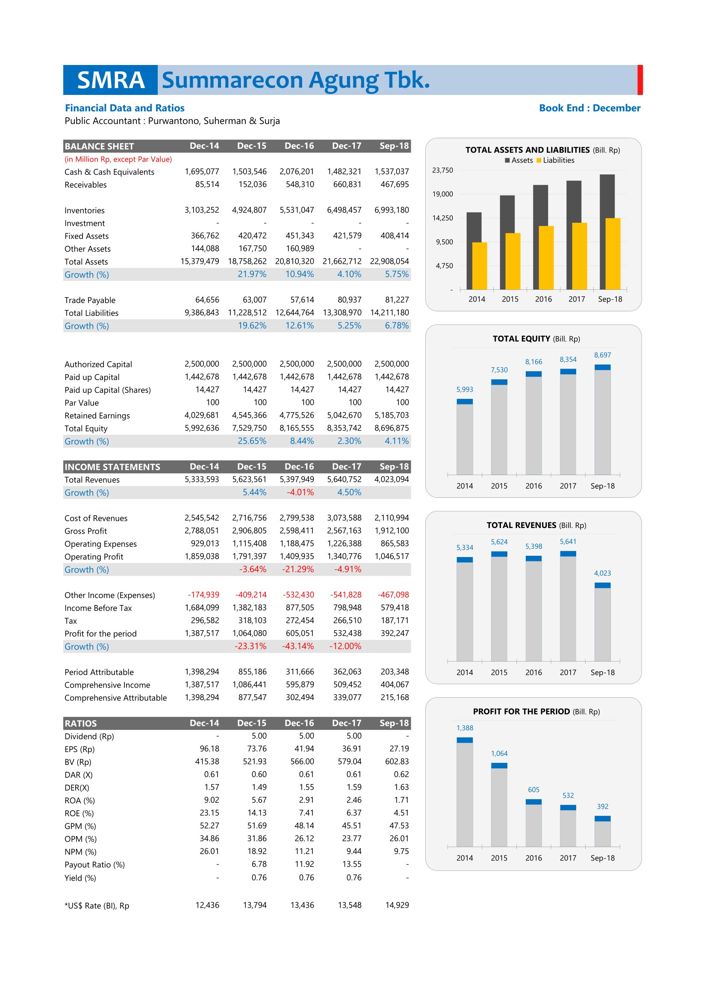 SMRA Summarecon Agung Tbk.
Financial Data and Ratios Book End : December
Public Accountant : Purwantono, Suherman & Surja
BALANCE SHEET Dec-14 Dec-15 Dec-16 Dec-17 Sep-18
(in Million Rp, except Par Value)
Cash & Cash Equivalents 1,695,077 1,503,546 2,076,201 1,482,321 1,537,037
Receivables 85,514 152,036 548,310 660,831 467,695
Inventories 3,103,252 4,924,807 5,531,047 6,498,457 6,993,180
Investment - - - - -
Fixed Assets 366,762 420,472 451,343 421,579 408,414
Other Assets 144,088 167,750 160,989 - -
Total Assets 15,379,479 18,758,262 20,810,320 21,662,712 22,908,054
Growth (%) 21.97% 10.94% 4.10% 5.75%
Trade Payable 64,656 63,007 57,614 80,937 81,227
Total Liabilities 9,386,843 11,228,512 12,644,764 13,308,970 14,211,180
Growth (%) 19.62% 12.61% 5.25% 6.78%
Authorized Capital 2,500,000 2,500,000 2,500,000 2,500,000 2,500,000
Paid up Capital 1,442,678 1,442,678 1,442,678 1,442,678 1,442,678
Paid up Capital (Shares) 14,427 14,427 14,427 14,427 14,427
Par Value 100 100 100 100 100
Retained Earnings 4,029,681 4,545,366 4,775,526 5,042,670 5,185,703
Total Equity 5,992,636 7,529,750 8,165,555 8,353,742 8,696,875
Growth (%) 25.65% 8.44% 2.30% 4.11%
INCOME STATEMENTS Dec-14 Dec-15 Dec-16 Dec-17 Sep-18
Total Revenues 5,333,593 5,623,561 5,397,949 5,640,752 4,023,094
Growth (%) 5.44% -4.01% 4.50%
Cost of Revenues 2,545,542 2,716,756 2,799,538 3,073,588 2,110,994
Gross Profit 2,788,051 2,906,805 2,598,411 2,567,163 1,912,100
Operating Expenses 929,013 1,115,408 1,188,475 1,226,388 865,583
Operating Profit 1,859,038 1,791,397 1,409,935 1,340,776 1,046,517
Growth (%) -3.64% -21.29% -4.91%
Other Income (Expenses) -174,939 -409,214 -532,430 -541,828 -467,098
Income Before Tax 1,684,099 1,382,183 877,505 798,948 579,418
Tax 296,582 318,103 272,454 266,510 187,171
Profit for the period 1,387,517 1,064,080 605,051 532,438 392,247
Growth (%) -23.31% -43.14% -12.00%
Period Attributable 1,398,294 855,186 311,666 362,063 203,348
Comprehensive Income 1,387,517 1,086,441 595,879 509,452 404,067
Comprehensive Attributable 1,398,294 877,547 302,494 339,077 215,168
RATIOS Dec-14 Dec-15 Dec-16 Dec-17 Sep-18
Dividend (Rp) - 5.00 5.00 5.00 -
EPS (Rp) 96.18 73.76 41.94 36.91 27.19
BV (Rp) 415.38 521.93 566.00 579.04 602.83
DAR (X) 0.61 0.60 0.61 0.61 0.62
DER(X) 1.57 1.49 1.55 1.59 1.63
ROA (%) 9.02 5.67 2.91 2.46 1.71
ROE (%) 23.15 14.13 7.41 6.37 4.51
GPM (%) 52.27 51.69 48.14 45.51 47.53
OPM (%) 34.86 31.86 26.12 23.77 26.01
NPM (%) 26.01 18.92 11.21 9.44 9.75
Payout Ratio (%) - 6.78 11.92 13.55 -
Yield (%) - 0.76 0.76 0.76 -
*US$ Rate (BI), Rp 12,436 13,794 13,436 13,548 14,929
TOTAL ASSETS AND LIABILITIES (Bill. Rp)
Assets Liabilities
23,750
19,000
14,250
9,500
4,750
-
2014 2015 2016 2017 Sep-18
TOTAL EQUITY (Bill. Rp)
5,993 7,530 8,166 8,354 8,697
2014 2015 2016 2017 Sep-18
TOTAL REVENUES (Bill. Rp)
5,334 5,624 5,398 5,641 4,023
2014 2015 2016 2017 Sep-18
PROFIT FOR THE PERIOD (Bill. Rp)
1,388 1,064 605 532 392
2014 2015 2016 2017 Sep-18